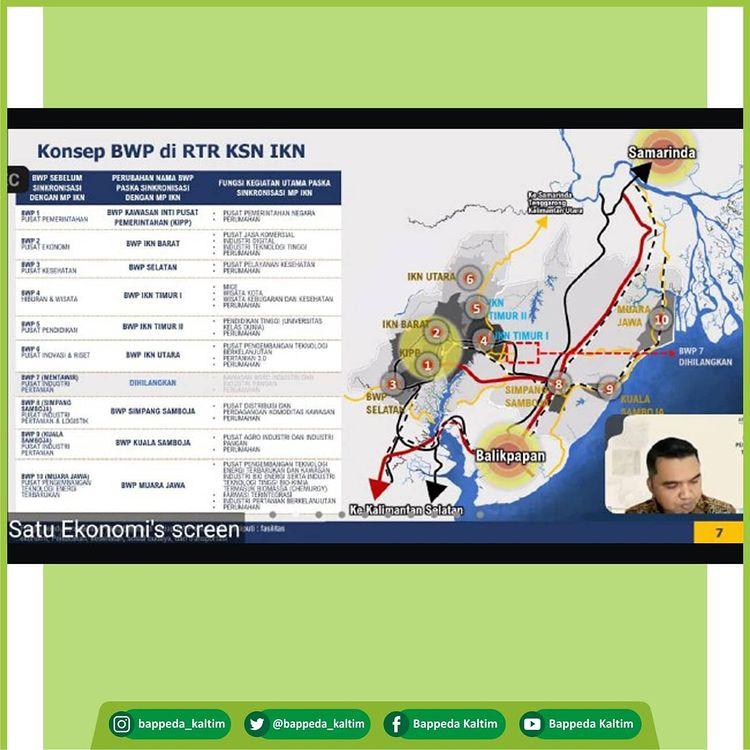 Konsep BWP di RTR KSN IKN
BWP SEBELUM
SINKRONISASI
DENGAN MP IKN
PERUBAHAN NAMA BWP
PASKA SINKRONISASI
DENGAN MP IKN
FUNGSI KEGIATAN UTAMA PASKA
SINKRONISASI MP IKN
BWP 1
PUSAT PEMERINTAHAN
BWP KAWASAN INTI PUSAT
PEMERINTAHAN (KIPP)
PUSAT PEMERINTAHAN NEGARA
PERUMAHAN
BWP 2
PUSAT EKONOMI
BWP IKN BARAT
PUSAT JASA KOMERSIAL
INDUSTRI DIGITAL
INDUSTRI TEKNOLOGI TINGGI
PERUMAHAN
BWP 3
PUSAT KESEHATAN
BWP SELATAN
PUSAT PELAYANAN KESEHATAN
PERUMAHAN
BWP 4
HIBURAN & WISATA
BWP IKN TIMUR I
MICE
WISATA KOTA
WISATA KEBUGARAN DAN KESEHATAN
PERUMAHAN
BWP 5
PUSAT PENDIDIKAN
BWP IKN TIMUR II
PENDIDIKAN TINGGI (UNIVERSITAS
KELAS DUNIA)
PERUMAHAN
BWP 6
PUSAT INOVASI & RISET
BWP IKN UTARA
PUSAT PENGEMBANGAN TEKNOLOGI
BERKELANJUTAN
PERTANIAN 2.0
PERUMAHAN
BWP 7 (MENTAWIR)
PUSAT INDUSTRI
PERTANIAN
DIHILANGKAN
BWP 8 (SIMPANG
SAMBOJA)
PUSAT INDUSTRI
PERTANIAN & LOGISTIK
BWP SIMPANG SAMBOJA
PUSAT DISTRIBUSI DAN
PERDAGANGAN KOMODITAS KAWASAN
PERUMAHAN
BWP 9 (KUALA
SAMBOJA)
PUSAT INDUSTRI
PERTANIAN
BWP KUALA SAMBOJA
PUSAT AGRO INDUSTRI DAN INDUSTRI
PANGAN
PERUMAHAN
BWP 10 (MUARA JAWA)
PUSAT PENGEMBANGAN
TEKNOLOGI ENERGI
TERBARUKAN
BWP MUARA JAWA
PUSAT PENGEMBANGAN TEKNOLOGI
ENERGI TERBARUKAN DAN KAWASAN
INDUSTRI BIO ENERGI SERTA INDUSTRI
TEKNOLOGI TINGGI BIO-KIMIA
TERMASUK BIOMASSA (CHEMURGY)
FARMASI TERINTEGRASI
INDUSTRI PERTANIAN BERKELANJUTAN
PERUMAHAN
Samarinda
Ke Samarinda
Tenggarong
Kalimantan Utara
IKN UTARA
6
5
IKN
TIMUR II
IKN BARAT
2
4
IKN TIMUR I
KIPP
1
3
BWP
SELATAN
MUARA
JAWA
10
BWP 7
DIHILANGKAN
SIMPANG
SAMBOJA
8
9
KUALA
SAMBOJA
Balikpapan
Ke Kalimantan Selatan
Satu Ekonomi's screen
7
bappeda_kaltim
@bappeda_kaltim
Bappeda Kaltim
Bappeda Kaltim